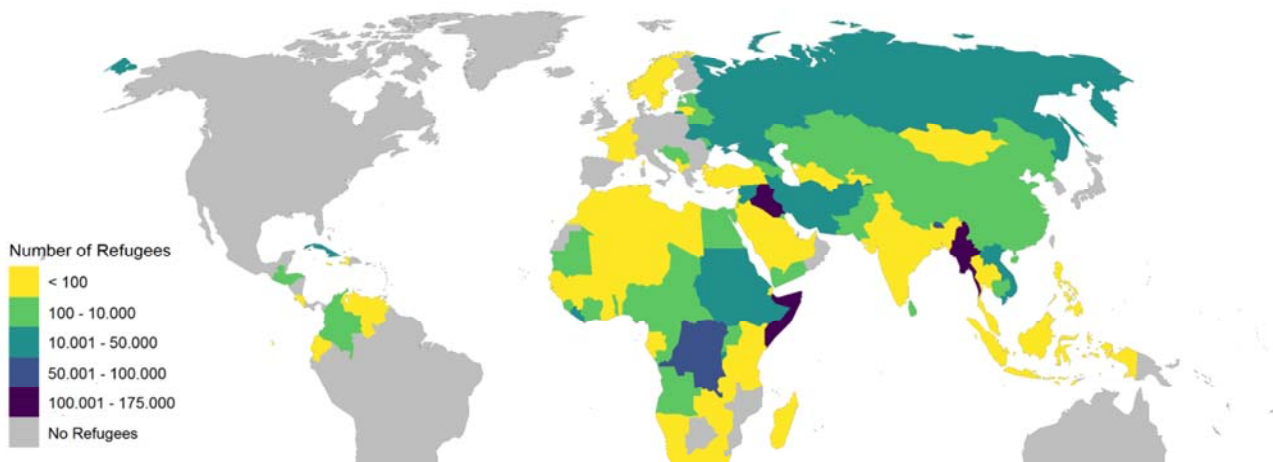 Number of Refugees
< 100
100 - 10.000
10.001 - 50.000
50.001 - 100.000
100.001 - 175.000
No Refugees